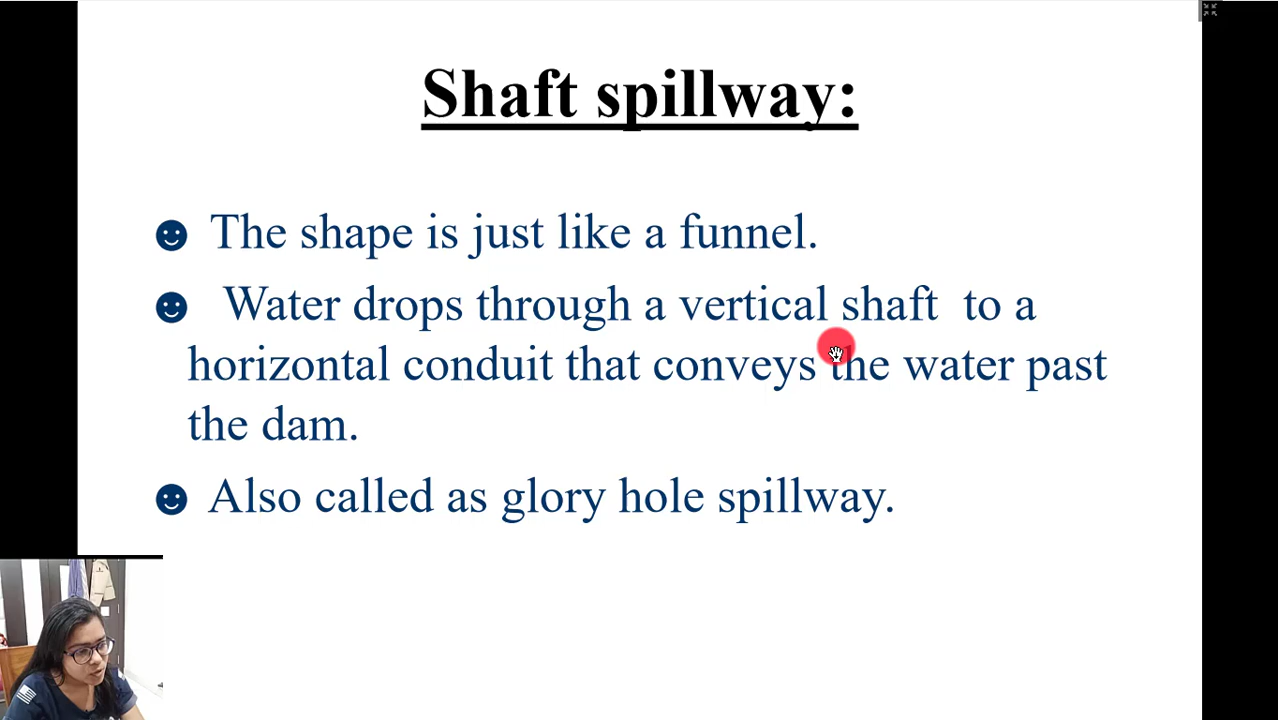 Shaft spillway:
☻ The shape is just like a funnel.
☻ Water drops through a vertical shaft to a
horizontal conduit that conveys the water past
the dam.
☻ Also called as glory hole spillway.